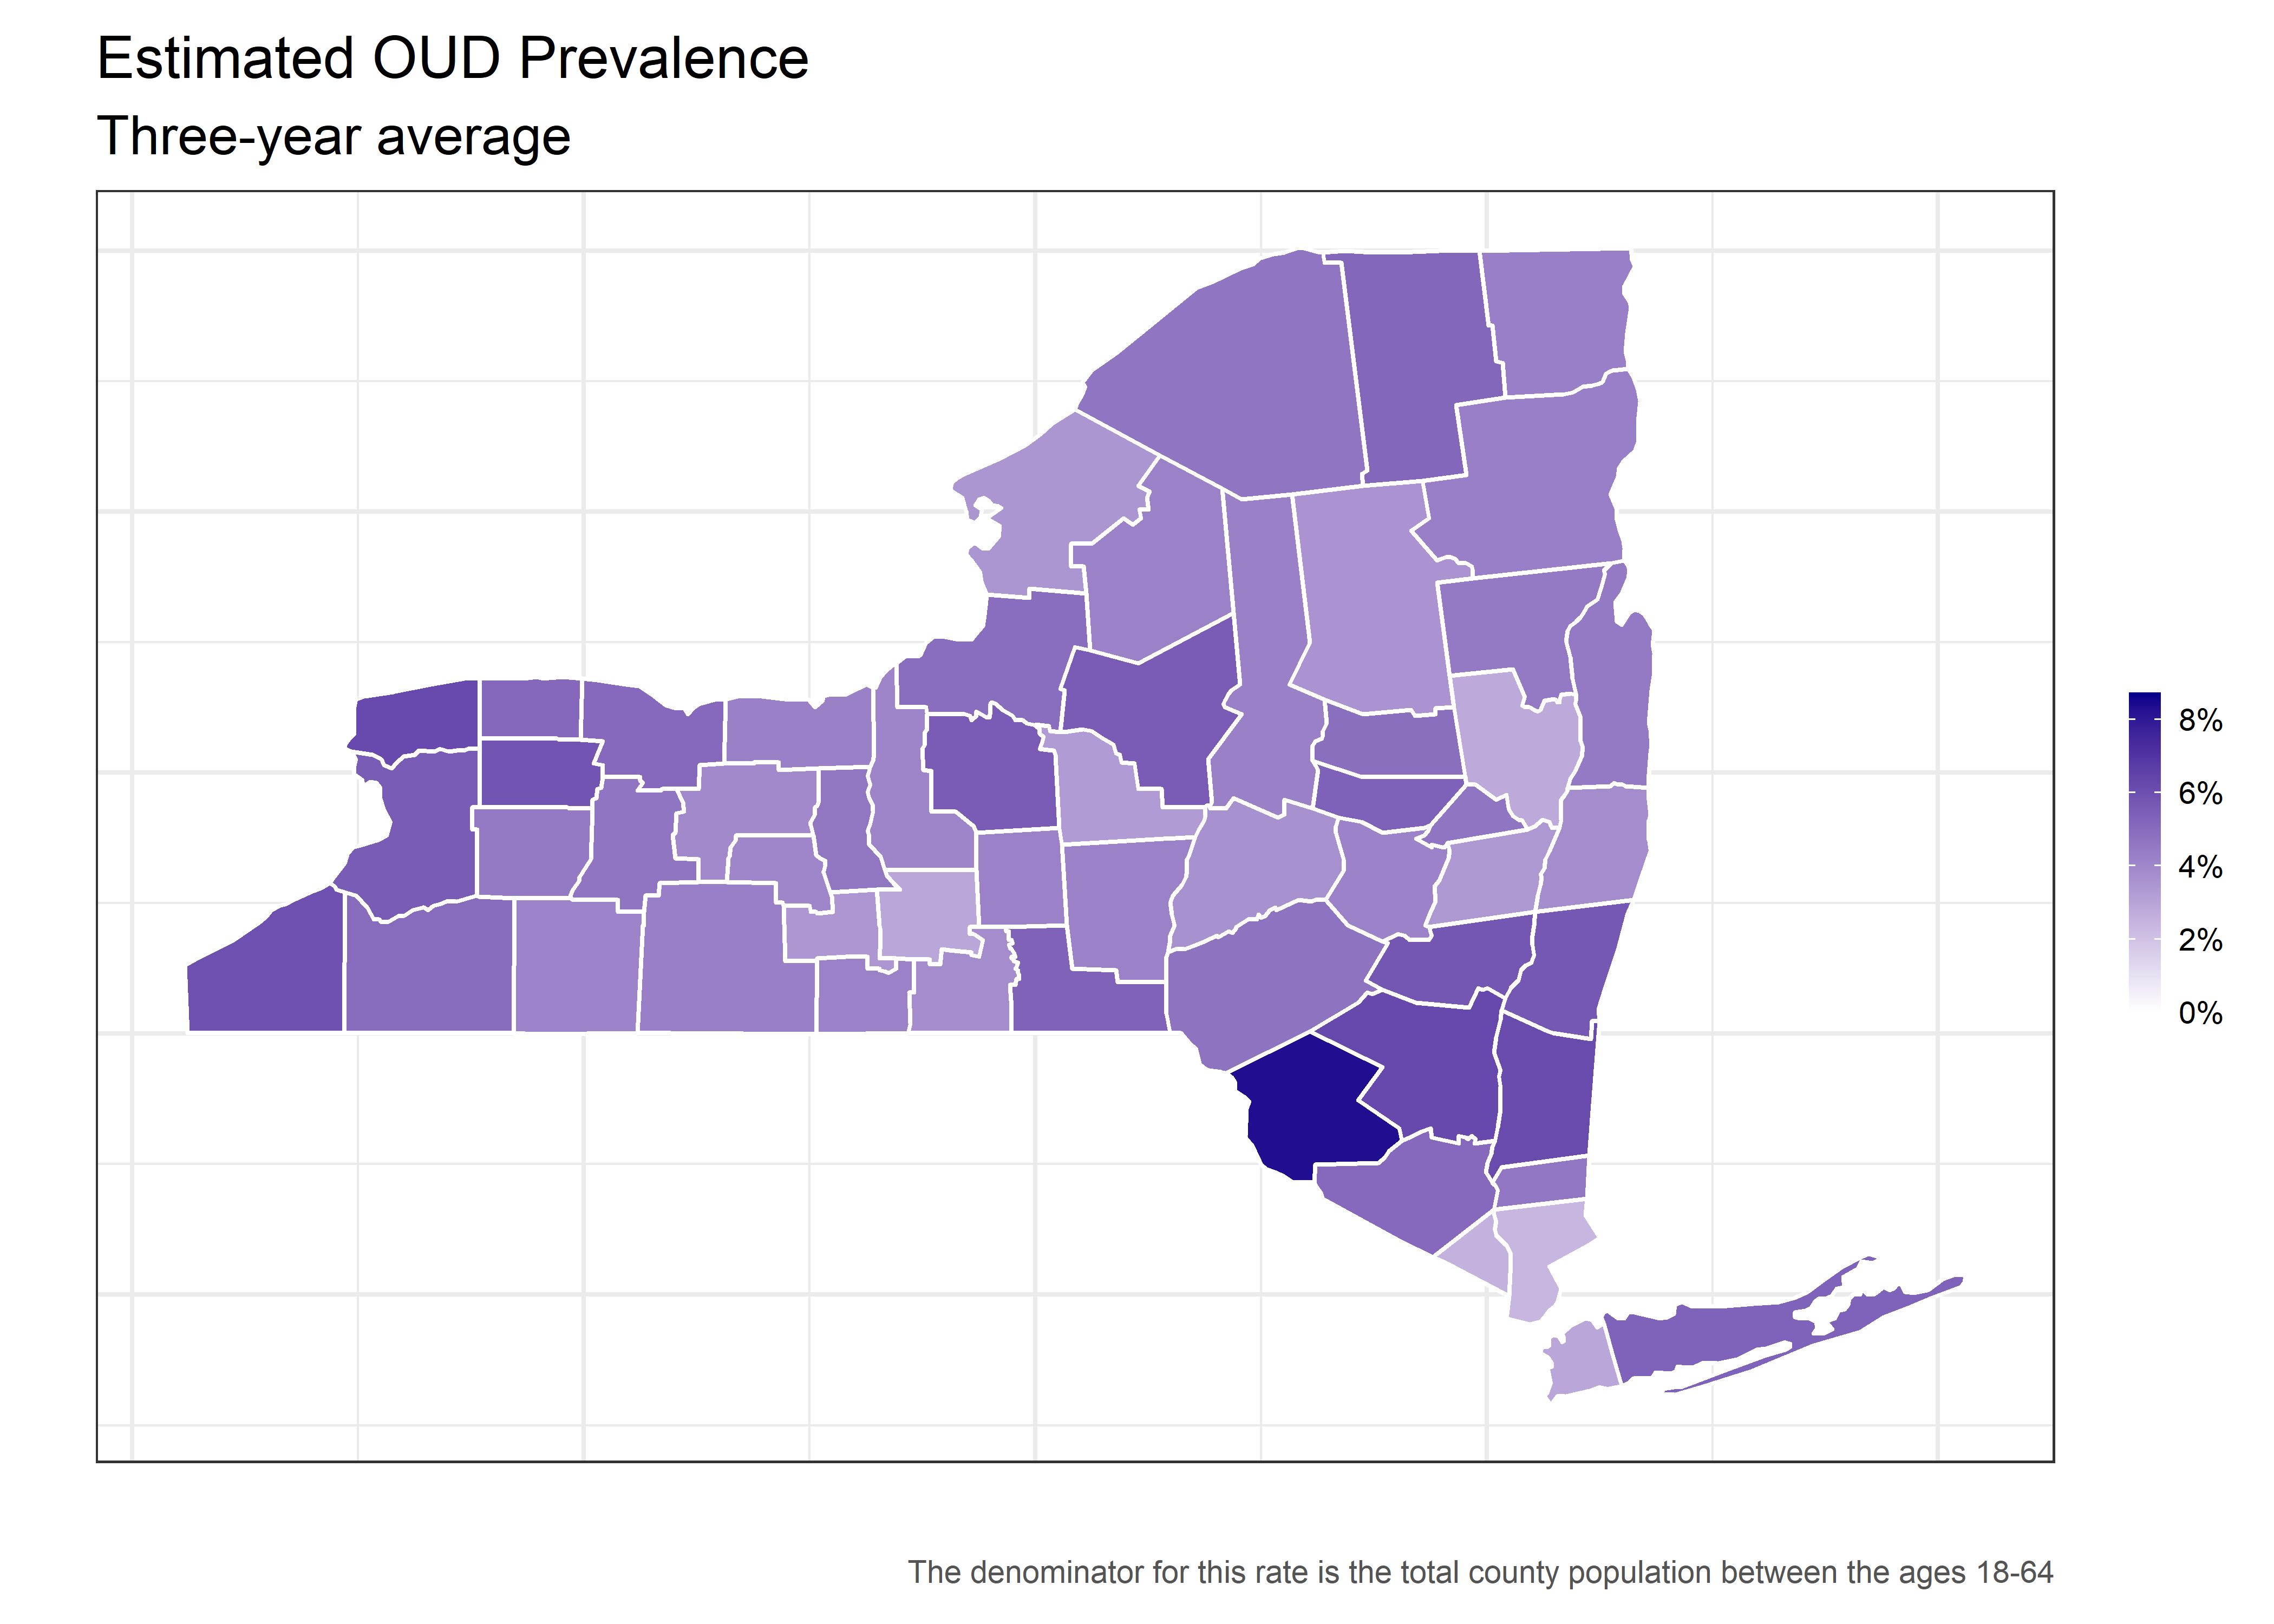 Estimated OUD Prevalence
Three-year average
8%
6%
4%
2%
0%
The denominator for this rate is the total county population between the ages 18-64